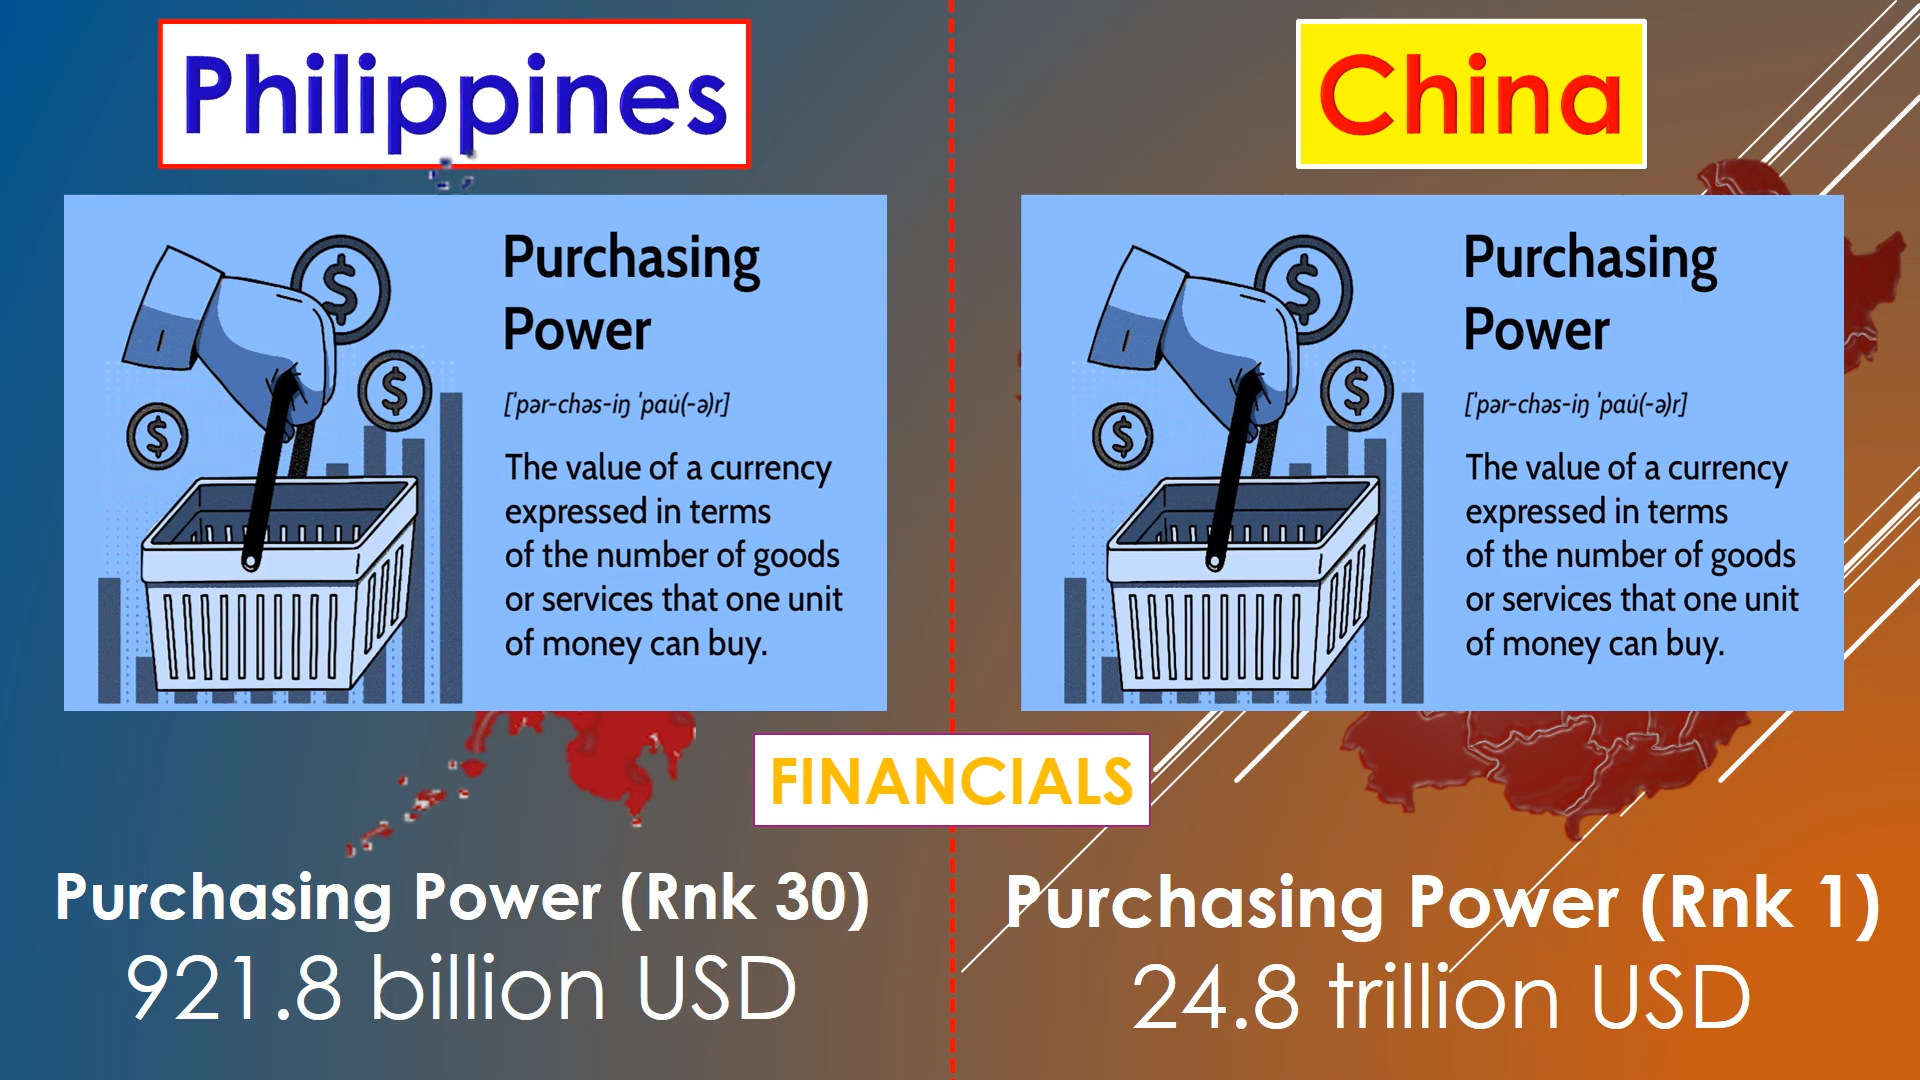 Philippines
China
Purchasing
Power
['pər-chəs-iŋ 'pau̇(-ə)r]
The value of a currency
expressed in terms
of the number of goods
or services that one unit
of money can buy.
Purchasing
Power
['pər-chəs-iŋ 'pau̇(-ə)r]
The value of a currency
expressed in terms
of the number of goods
or services that one unit
of money can buy.
FINANCIALS
Purchasing Power (Rnk 30)
921.8 billion USD
Purchasing Power (Rnk 1)
24.8 trillion USD